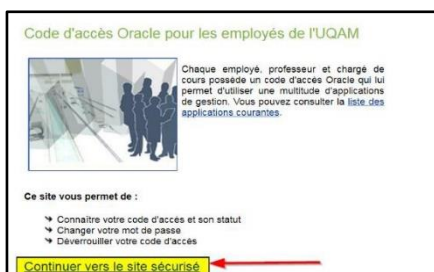 Code d'accès Oracle pour les employés de l'UQAM
Chaque employé, professeur et chargé de
cours possède un code d'accès Oracle qui lui
permet d'utiliser une multitude d'applications
de gestion. Vous pouvez consulter la liste des
applications courantes.
Ce site vous permet de :
Connaître votre code d'accès et son statut
Changer votre mot de passe
Déverrouiller votre code d'accès
Continuer vers le site sécurisé